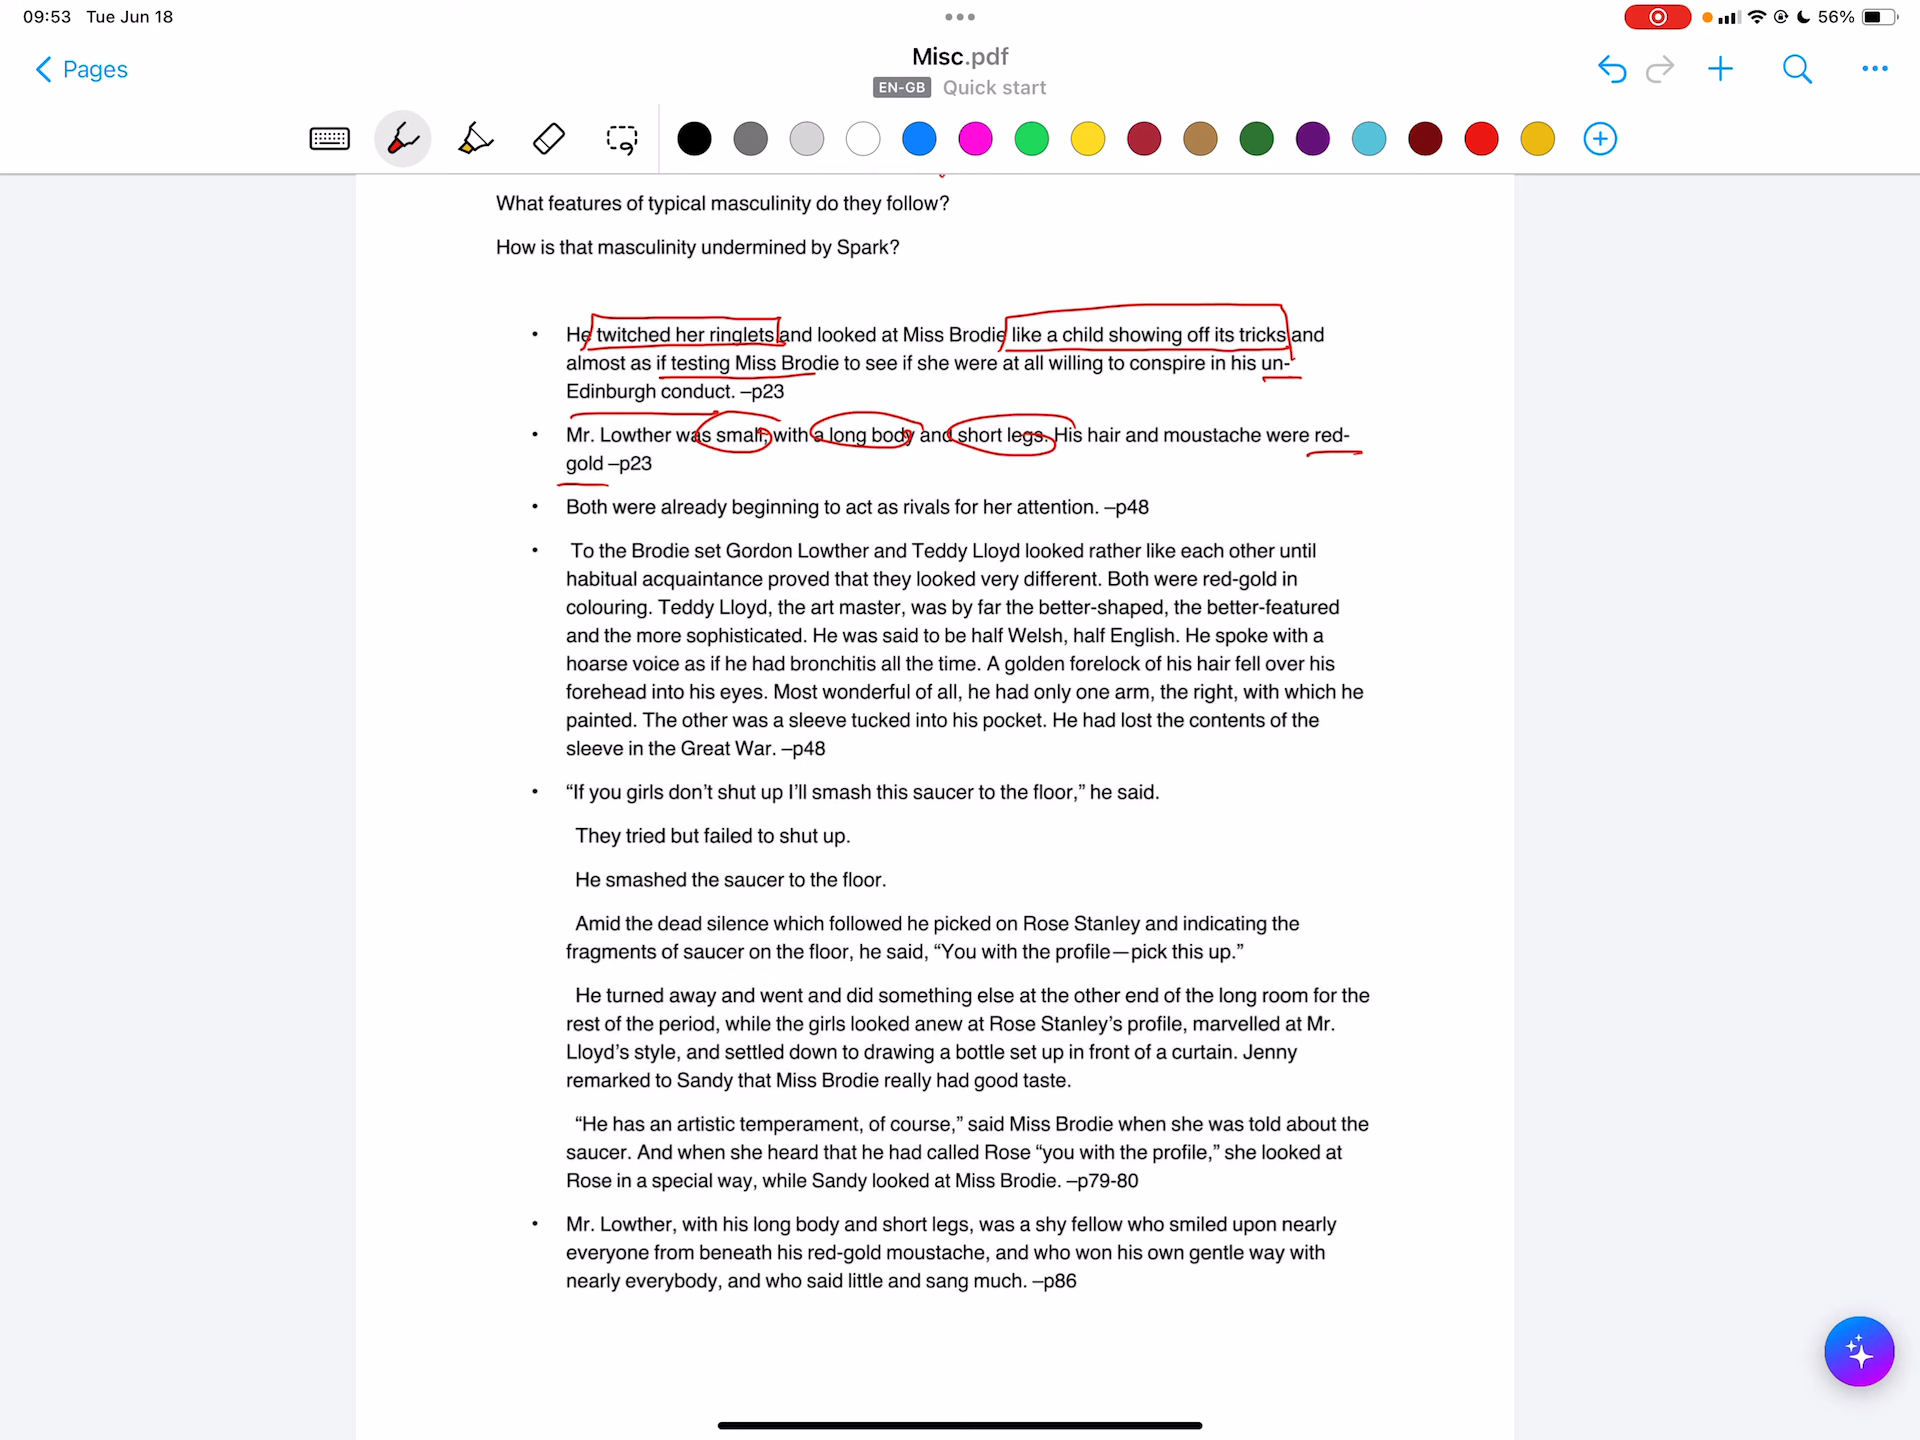 09:53 Tue Jun 18
56%
Pages
Misc.pdf
EN-GB Quick start
What features of typical masculinity do they follow?
How is that masculinity undermined by Spark?
• He twitched her ringlets and looked at Miss Brodie like a child showing off its tricks and
almost as if testing Miss Brodie to see if she were at all willing to conspire in his un-
Edinburgh conduct. –p23
• Mr. Lowther was small, with a long body and short legs. His hair and moustache were red-
gold –p23
• Both were already beginning to act as rivals for her attention. –p48
• To the Brodie set Gordon Lowther and Teddy Lloyd looked rather like each other until
habitual acquaintance proved that they looked very different. Both were red-gold in
colouring. Teddy Lloyd, the art master, was by far the better-shaped, the better-featured
and the more sophisticated. He was said to be half Welsh, half English. He spoke with a
hoarse voice as if he had bronchitis all the time. A golden forelock of his hair fell over his
forehead into his eyes. Most wonderful of all, he had only one arm, the right, with which he
painted. The other was a sleeve tucked into his pocket. He had lost the contents of the
sleeve in the Great War. –p48
• “If you girls don’t shut up I’ll smash this saucer to the floor,” he said.
They tried but failed to shut up.
He smashed the saucer to the floor.
Amid the dead silence which followed he picked on Rose Stanley and indicating the
fragments of saucer on the floor, he said, “You with the profile—pick this up.”
He turned away and went and did something else at the other end of the long room for the
rest of the period, while the girls looked anew at Rose Stanley’s profile, marvelled at Mr.
Lloyd’s style, and settled down to drawing a bottle set up in front of a curtain. Jenny
remarked to Sandy that Miss Brodie really had good taste.
“He has an artistic temperament, of course,” said Miss Brodie when she was told about the
saucer. And when she heard that he had called Rose “you with the profile,” she looked at
Rose in a special way, while Sandy looked at Miss Brodie. –p79-80
• Mr. Lowther, with his long body and short legs, was a shy fellow who smiled upon nearly
everyone from beneath his red-gold moustache, and who won his own gentle way with
nearly everybody, and who said little and sang much. –p86